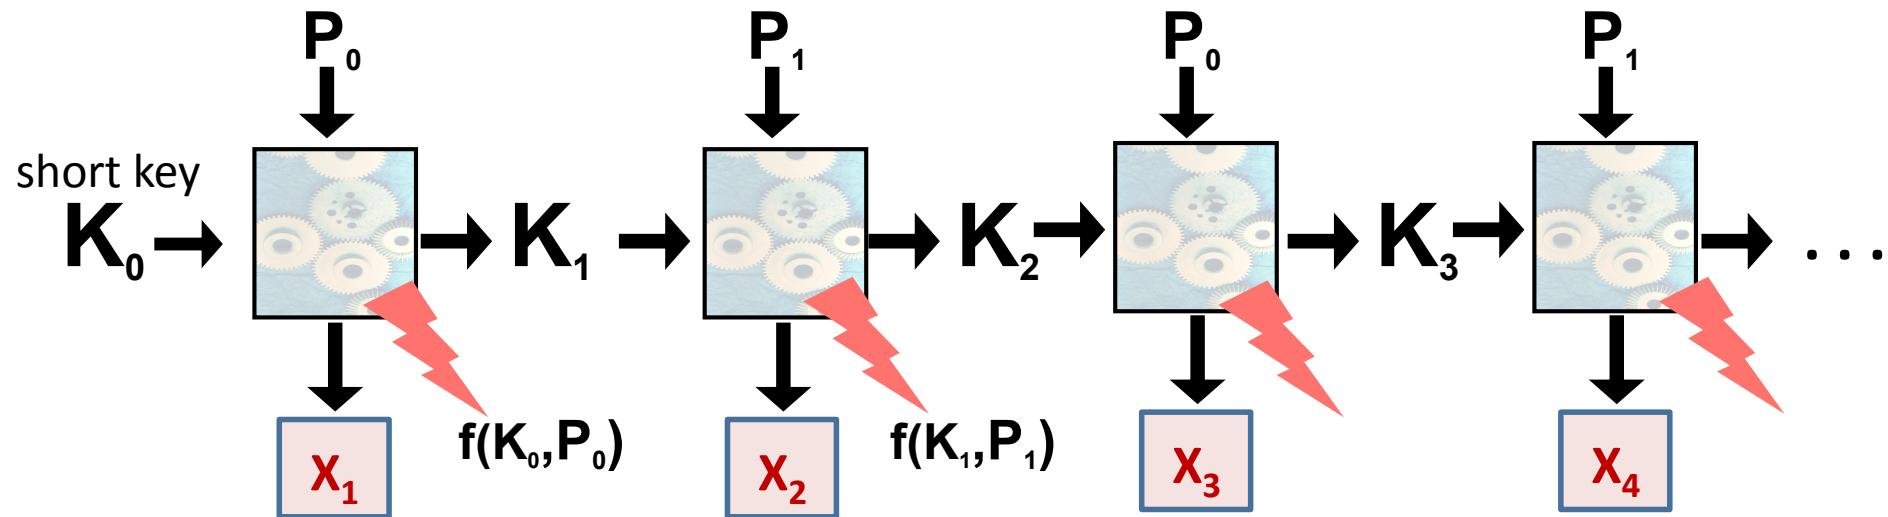 P₀ P₁ P₀ P₁
short key
K₀ K₁ K₂ K₃ . . .
f(K₀,P₀) f(K₁,P₁)
X₁ X₂ X₃ X₄